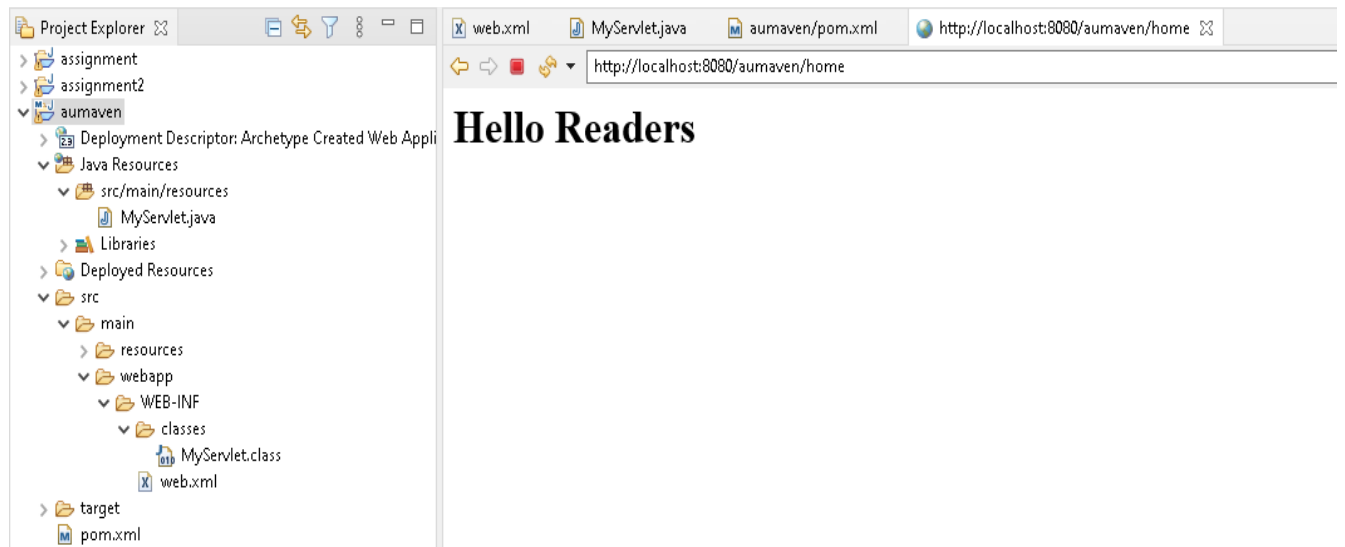 Project Explorer
assignment
assignment2
aumaven
Deployment Descriptor: Archetype Created Web Appli
Java Resources
src/main/resources
MyServlet.java
Libraries
Deployed Resources
src
main
resources
webapp
WEB-INF
classes
MyServlet.class
web.xml
target
pom.xml
web.xml
MyServlet.java
aumaven/pom.xml
http://localhost:8080/aumaven/home
http://localhost:8080/aumaven/home
Hello Readers